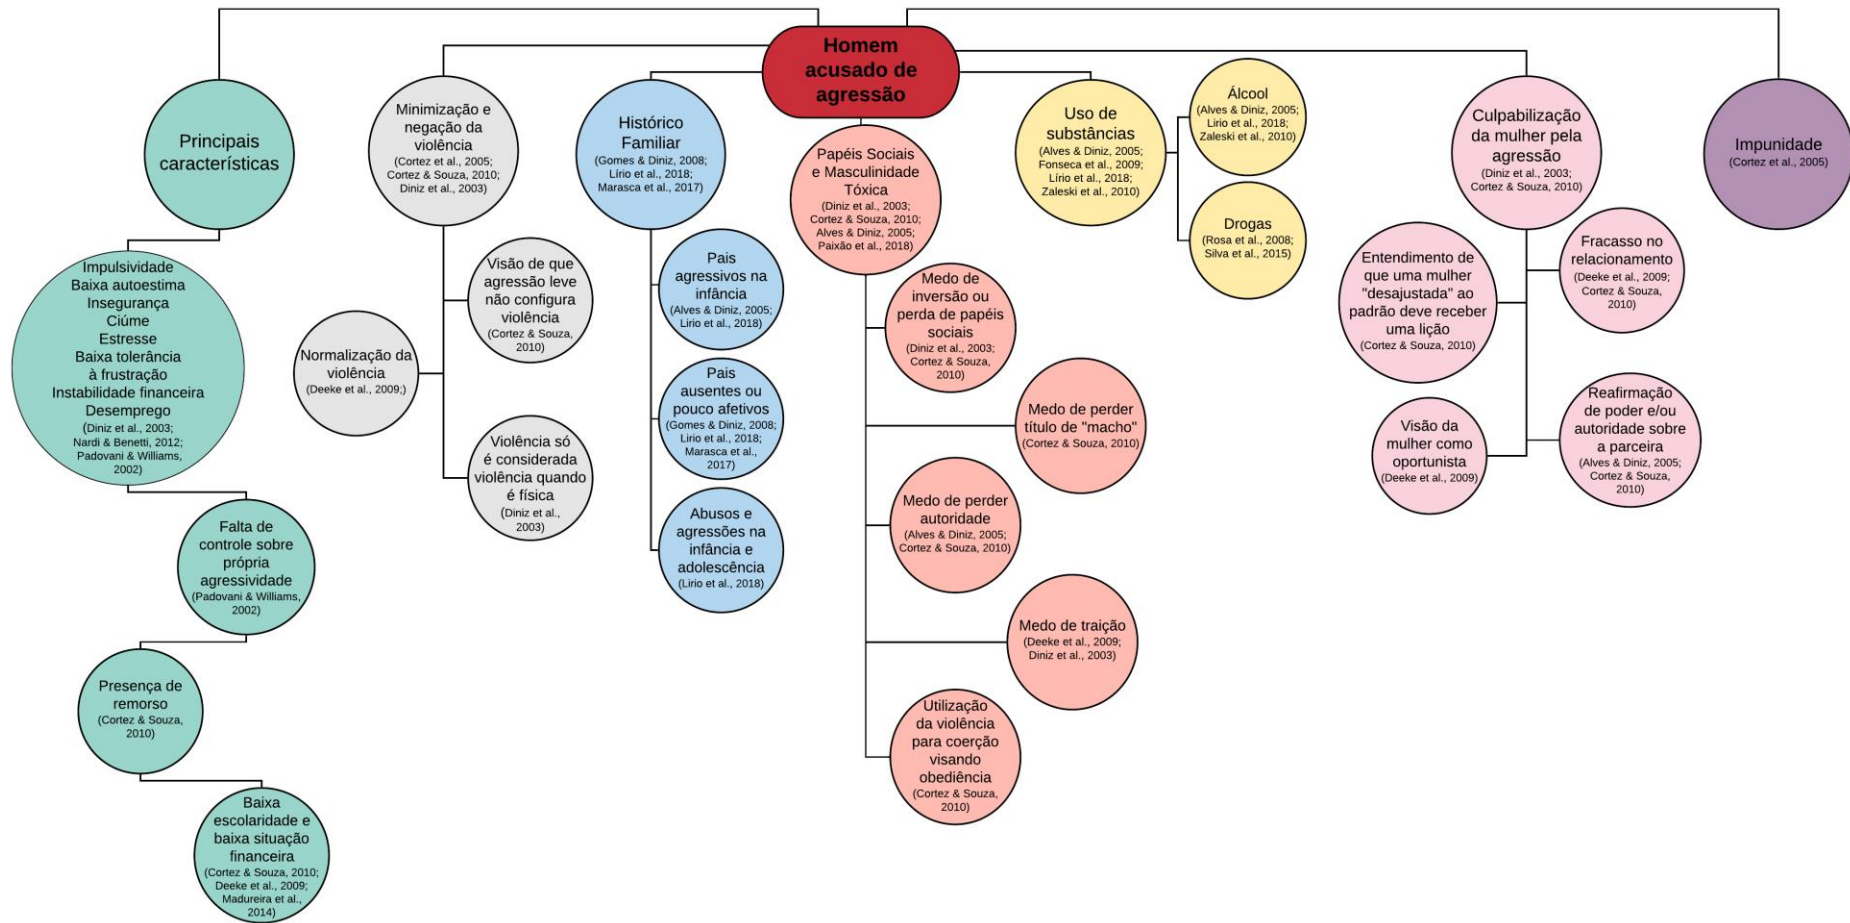 Homem
acusado de
agressão
Principais
características
Impulsividade
Baixa autoestima
Insegurança
Ciúme
Estresse
Baixa tolerância
à frustração
Instabilidade financeira
Desemprego
(Diniz et al., 2003;
Nardi & Benetti, 2012;
Padovani & Williams,
2002)
Falta de
controle sobre
própria
agressividade
(Padovani & Williams,
2002)
Presença de
remorso
(Cortez & Souza,
2010)
Baixa
escolaridade e
baixa situação
financeira
(Cortez & Souza, 2010;
Deeke et al., 2009;
Madureira et al.,
2014)
Minimização e
negação da
violência
(Cortez et al., 2005;
Cortez & Souza, 2010;
Diniz et al., 2003)
Visão de que
agressão leve
não configura
violência
(Cortez & Souza,
2010)
Normalização da
violência
(Deeke et al., 2009;)
Violência só
é considerada
violência quando
é física
(Diniz et al.,
2003)
Histórico
Familiar
(Gomes & Diniz, 2008;
Lírio et al., 2018;
Marasca et al., 2017)
Pais
agressivos na
infância
(Alves & Diniz, 2005;
Lirio et al., 2018)
Pais
ausentes ou
pouco afetivos
(Gomes & Diniz, 2008;
Lirio et al., 2018;
Marasca et al.,
2017)
Abusos e
agressões na
infância e
adolescência
(Lirio et al., 2018)
Papéis Sociais
e Masculinidade
Tóxica
(Diniz et al., 2003;
Cortez & Souza, 2010;
Alves & Diniz, 2005;
Paixão et al., 2018)
Medo de
inversão ou
perda de papéis
sociais
(Diniz et al., 2003;
Cortez & Souza,
2010)
Medo de perder
título de "macho"
(Cortez & Souza, 2010)
Medo de perder
autoridade
(Alves & Diniz, 2005;
Cortez & Souza, 2010)
Medo de traição
(Deeke et al., 2009;
Diniz et al., 2003)
Utilização
da violência
para coerção
visando
obediência
(Cortez & Souza,
2010)
Uso de
substâncias
(Alves & Diniz, 2005;
Fonseca et al., 2009;
Lírio et al., 2018;
Zaleski et al., 2010)
Álcool
(Alves & Diniz, 2005;
Lirio et al., 2018;
Zaleski et al., 2010)
Drogas
(Rosa et al., 2008;
Silva et al., 2015)
Culpabilização
da mulher pela
agressão
(Diniz et al., 2003;
Cortez & Souza, 2010)
Fracasso no
relacionamento
(Deeke et al., 2009;
Cortez & Souza,
2010)
Entendimento de
que uma mulher
"desajustada" ao
padrão deve receber
uma lição
(Cortez & Souza, 2010)
Reafirmação
de poder e/ou
autoridade sobre
a parceira
(Alves & Diniz, 2005;
Cortez & Souza,
2010)
Visão da
mulher como
oportunista
(Deeke et al., 2009)
Impunidade
(Cortez et al., 2005)